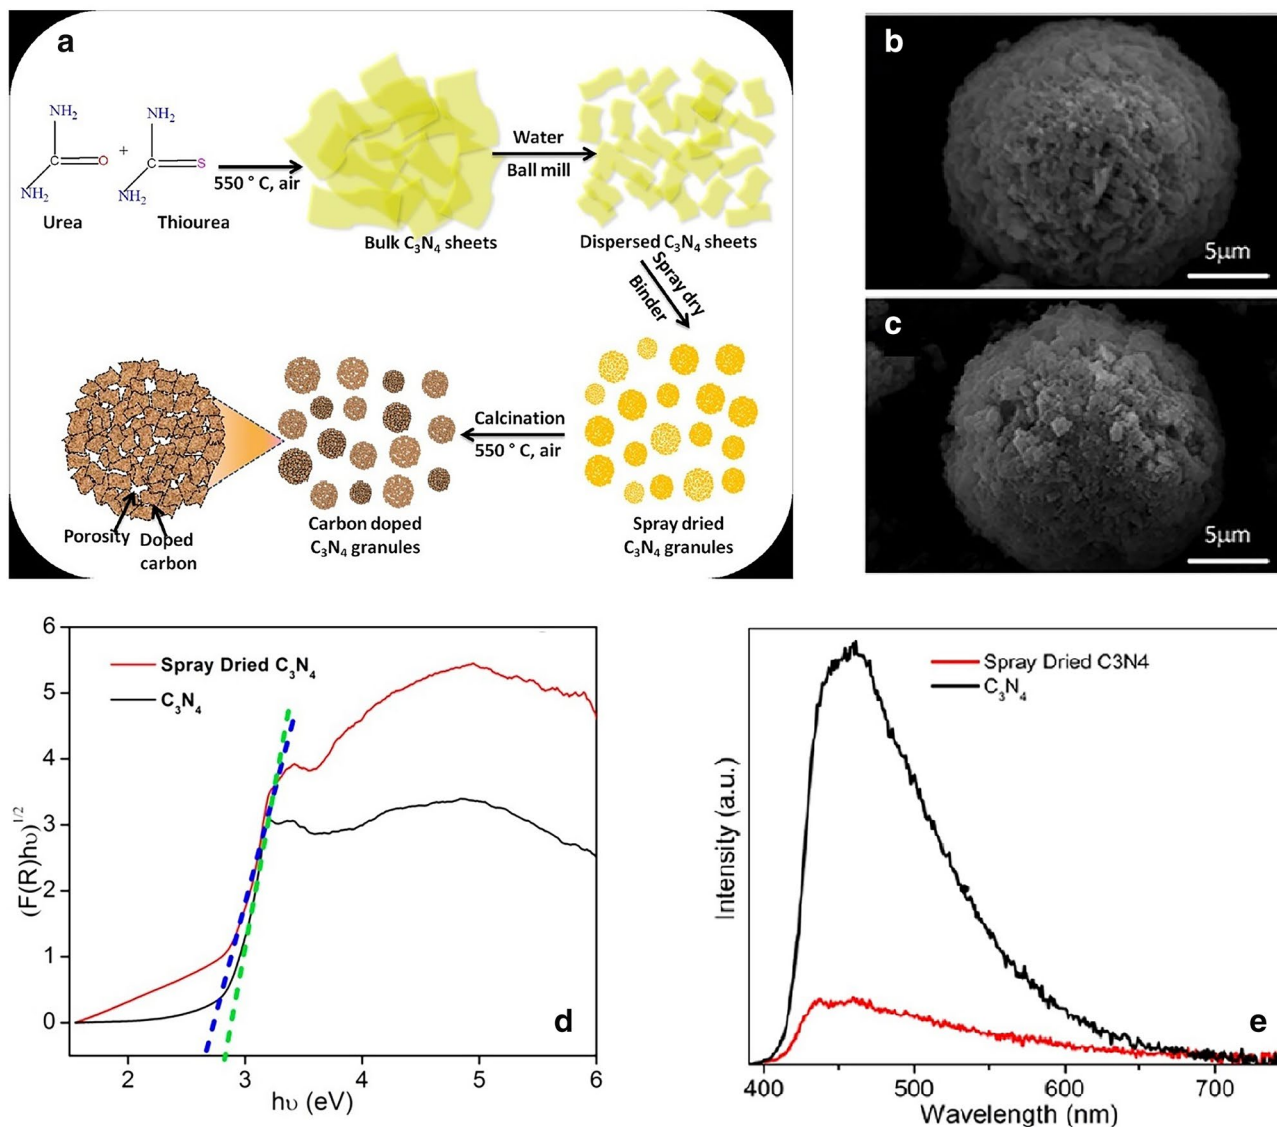 a
NH₂
NH₂
C
O
+
C
S
NH₂
NH₂
Urea
Thiourea
550 ° C, air
Bulk C₃N₄ sheets
Water
Ball mill
Dispersed C₃N₄ sheets
Spray dry
Binder
Spray dried
C₃N₄ granules
Calcination
550 ° C, air
Carbon doped
C₃N₄ granules
Porosity
Doped
carbon
b
5μm
c
5μm
6
5
4
3
2
1
0
(F(R)hυ)^1/2
Spray Dried C₃N₄
C₃N₄
d
2 3 4 5 6
hυ (eV)
Intensity (a.u.)
Spray Dried C3N4
C₃N₄
e
400 500 600 700
Wavelength (nm)